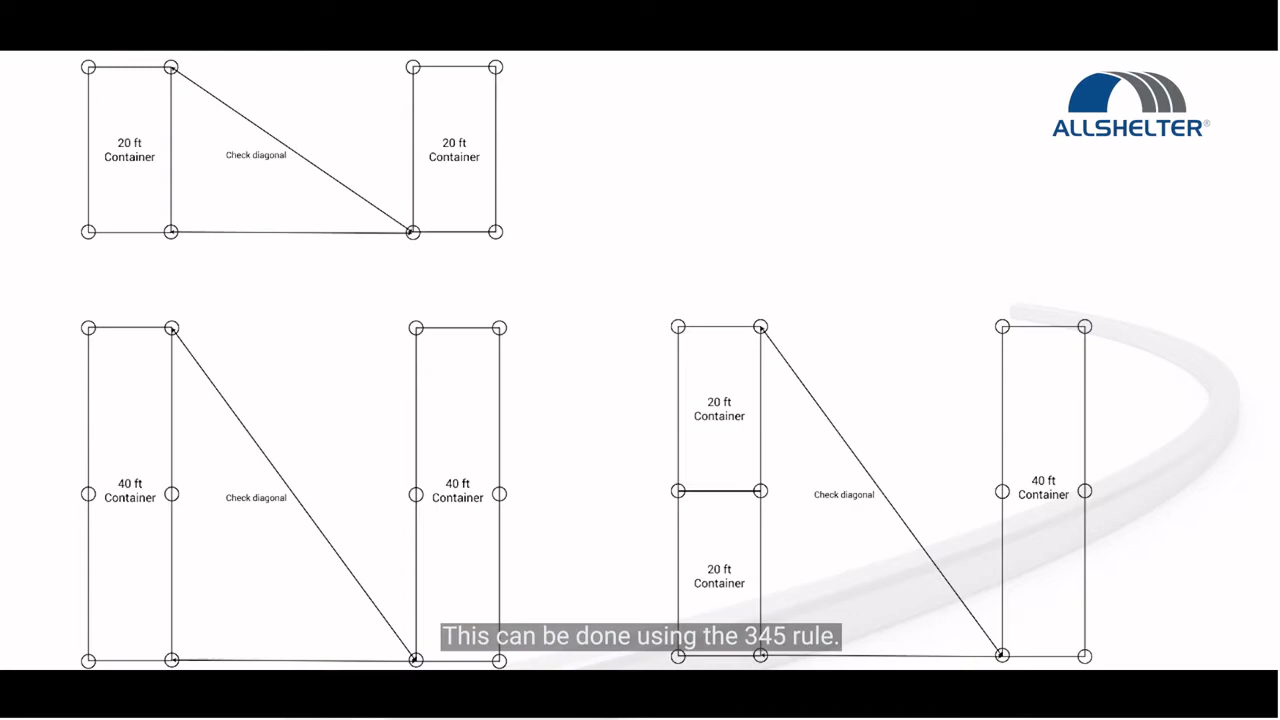 20 ft
Container
Check diagonal
20 ft
Container
ALLSHELTER®
40 ft
Container
Check diagonal
40 ft
Container
20 ft
Container
Check diagonal
40 ft
Container
20 ft
Container
This can be done using the 345 rule.